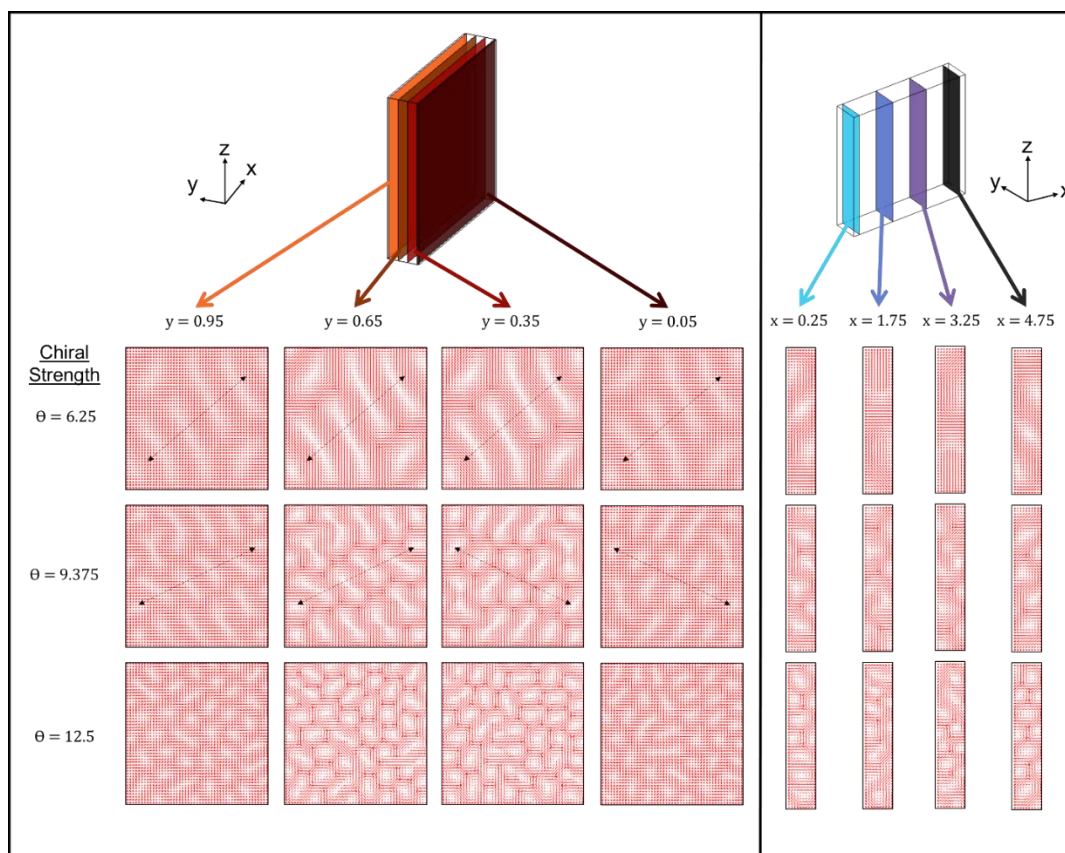 z
x
y
z
y
x
y = 0.95
y = 0.65
y = 0.35
y = 0.05
x = 0.25
x = 1.75
x = 3.25
x = 4.75
Chiral
Strength
Ө = 6.25
Ө = 9.375
Ө = 12.5